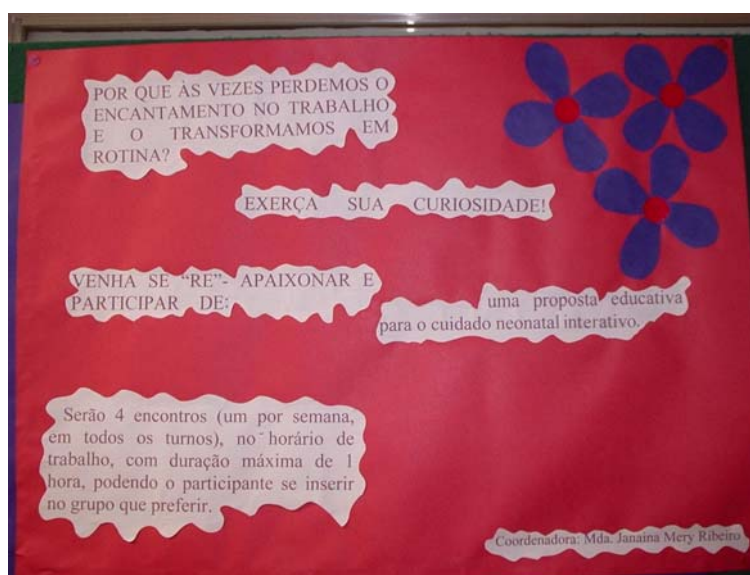 POR QUE ÀS VEZES PERDEMOS O
ENCANTAMENTO NO TRABALHO
E O TRANSFORMAMOS EM
ROTINA?
EXERÇA SUA CURIOSIDADE!
VENHA SE “RE”- APAIXONAR E
PARTICIPAR DE:
uma proposta educativa
para o cuidado neonatal interativo.
Serão 4 encontros (um por semana,
em todos os turnos), no horário de
trabalho, com duração máxima de 1
hora, podendo o participante se inserir
no grupo que preferir.
Coordenadora: Mda. Janaina Mery Ribeiro